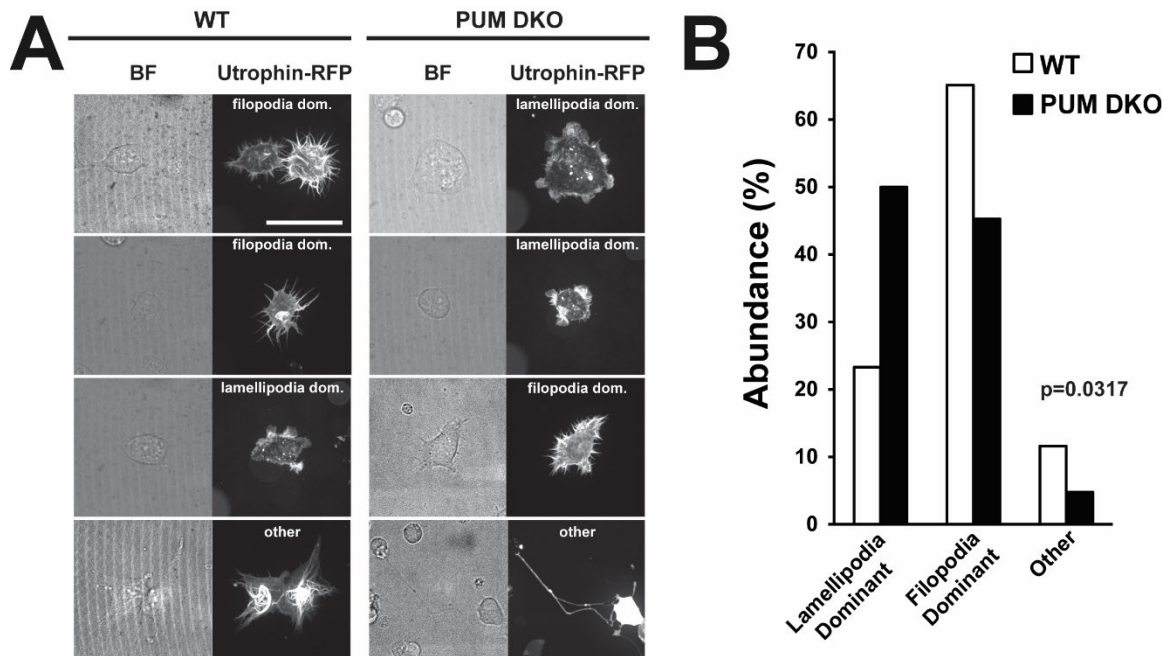 A
WT
PUM DKO
BF
Utrophin-RFP
BF
Utrophin-RFP
filopodia dom.
lamellipodia dom.
filopodia dom.
lamellipodia dom.
lamellipodia dom.
filopodia dom.
other
other
B
70
60
50
40
30
20
10
0
Abundance (%)
WT
PUM DKO
p=0.0317
Lamellipodia
Dominant
Filopodia
Dominant
Other